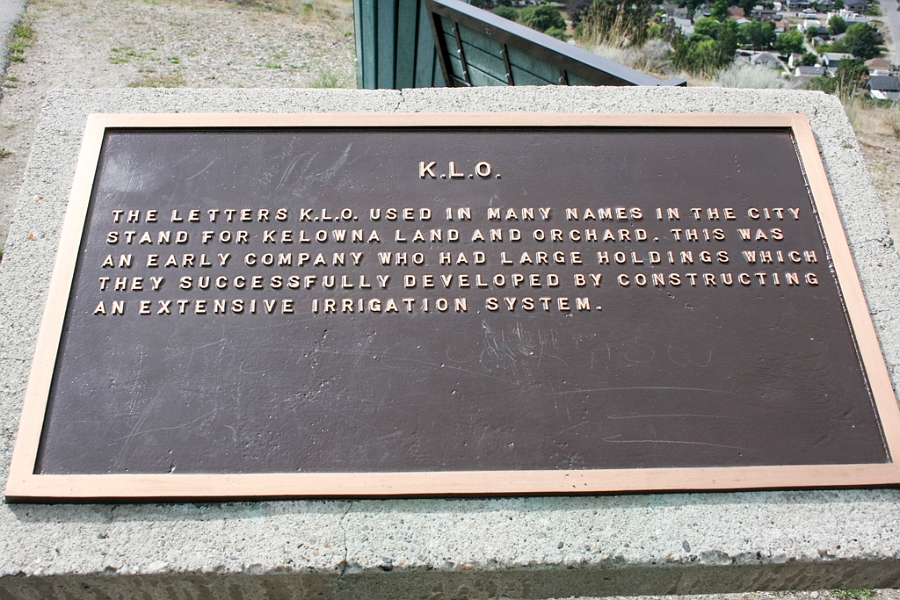 K.L.O.
THE LETTERS K.L.O. USED IN MANY NAMES IN THE CITY
STAND FOR KELOWNA LAND AND ORCHARD. THIS WAS
AN EARLY COMPANY WHO HAD LARGE HOLDINGS WHICH
THEY SUCCESSFULLY DEVELOPED BY CONSTRUCTING
AN EXTENSIVE IRRIGATION SYSTEM.